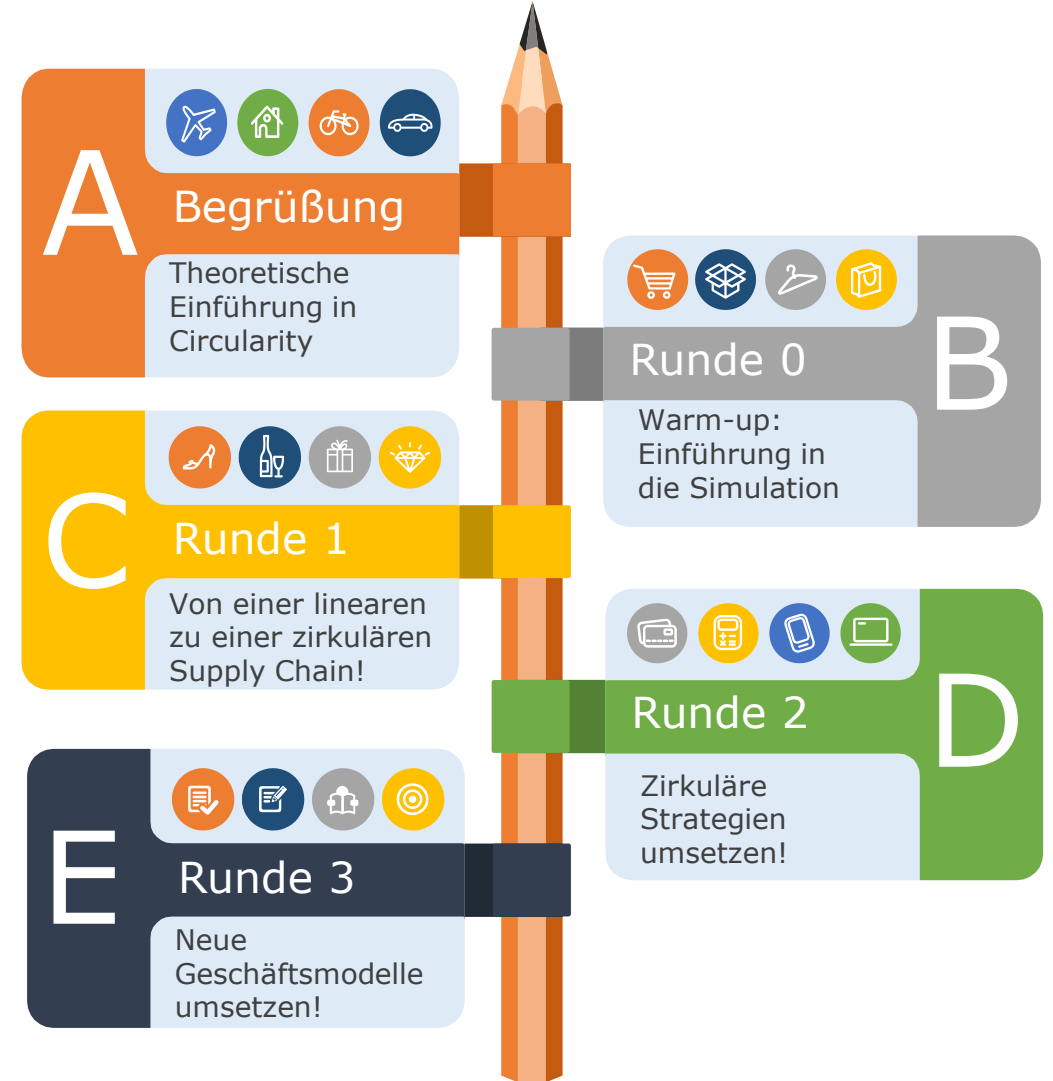 A
Begrüßung
Theoretische
Einführung in
Circularity
B
Runde 0
Warm-up:
Einführung in
die Simulation
C
Runde 1
Von einer linearen
zu einer zirkulären
Supply Chain!
D
Runde 2
Zirkuläre
Strategien
umsetzen!
E
Runde 3
Neue
Geschäftsmodelle
umsetzen!